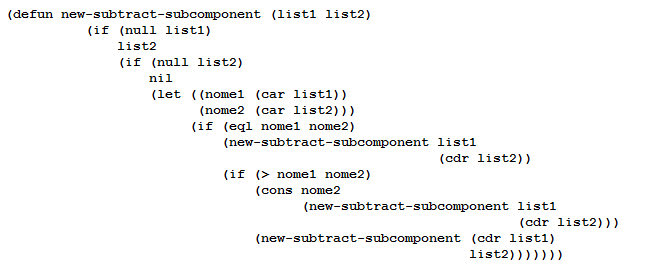 (defun new-subtract-subcomponent (list1 list2)
(if (null list1)
list2
(if (null list2)
nil
(let ((nome1 (car list1))
(nome2 (car list2)))
(if (eql nome1 nome2)
(new-subtract-subcomponent list1
(cdr list2))
(if (> nome1 nome2)
(cons nome2
(new-subtract-subcomponent list1
(cdr list2)))
(new-subtract-subcomponent (cdr list1)
list2)))))))